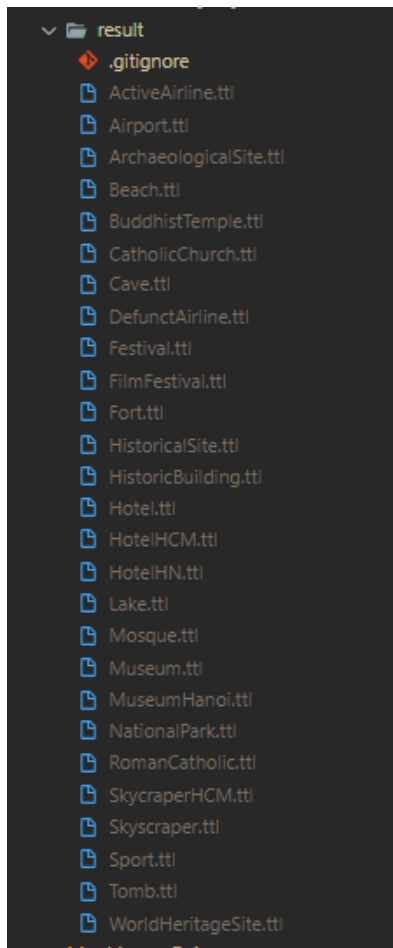 result
.gitignore
ActiveAirline.ttl
Airport.ttl
ArchaeologicalSite.ttl
Beach.ttl
BuddhistTemple.ttl
CatholicChurch.ttl
Cave.ttl
DefunctAirline.ttl
Festival.ttl
FilmFestival.ttl
Fort.ttl
HistoricalSite.ttl
HistoricBuilding.ttl
Hotel.ttl
HotelHCM.ttl
HotelHN.ttl
Lake.ttl
Mosque.ttl
Museum.ttl
MuseumHanoi.ttl
NationalPark.ttl
RomanCatholic.ttl
SkycraperHCM.ttl
Skyscraper.ttl
Sport.ttl
Tomb.ttl
WorldHeritageSite.ttl